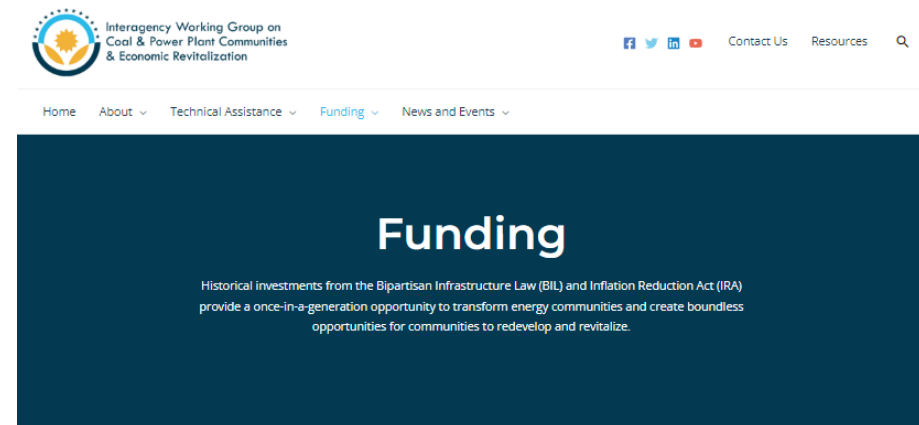 Interagency Working Group on
Coal & Power Plant Communities
& Economic Revitalization
Contact Us Resources
Home About Technical Assistance Funding News and Events
Funding
Historical investments from the Bipartisan Infrastructure Law (BIL) and Inflation Reduction Act (IRA)
provide a once-in-a-generation opportunity to transform energy communities and create boundless
opportunities for communities to redevelop and revitalize.